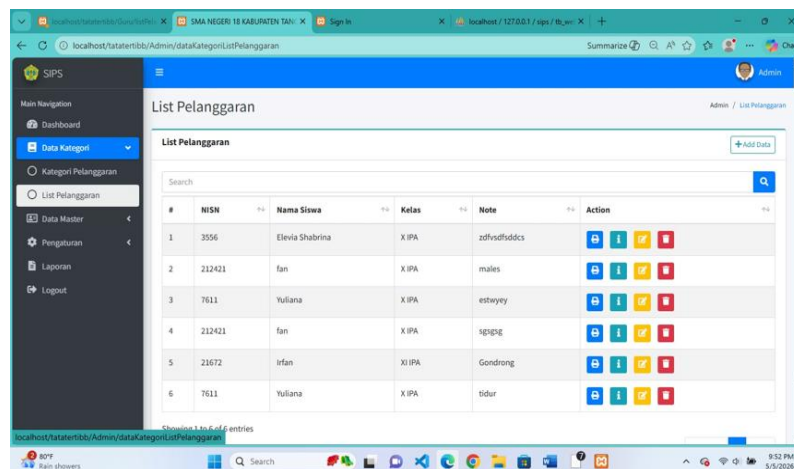 SMA NEGERI 18 KABUPATEN TAN
Sign In
localhost / 127.0.0.1 / sips / tb_
localhost/tatatertibb/Admin/dataKategoriListPelanggaran
Summarize
SIPS
Admin
Main Navigation
Dashboard
Data Kategori
Kategori Pelanggaran
List Pelanggaran
Data Master
Pengaturan
Laporan
Logout
List Pelanggaran
Admin / List Pelanggaran
List Pelanggaran
+Add Data
Search
# NISN Nama Siswa Kelas Note Action
1 3556 Elevia Shabrina X IPA zdfvsdfsddcs
2 212421 fan X IPA males
3 7611 Yuliana X IPA estwyey
4 212421 fan X IPA sgsgsg
5 21672 Irfan XI IPA Gondrong
6 7611 Yuliana X IPA tidur
Showing 1 to 6 of 6 entries
localhost/tatatertibb/Admin/dataKategoriListPelanggaran
80°F
Rain showers
Search
9:52 PM
5/5/2026